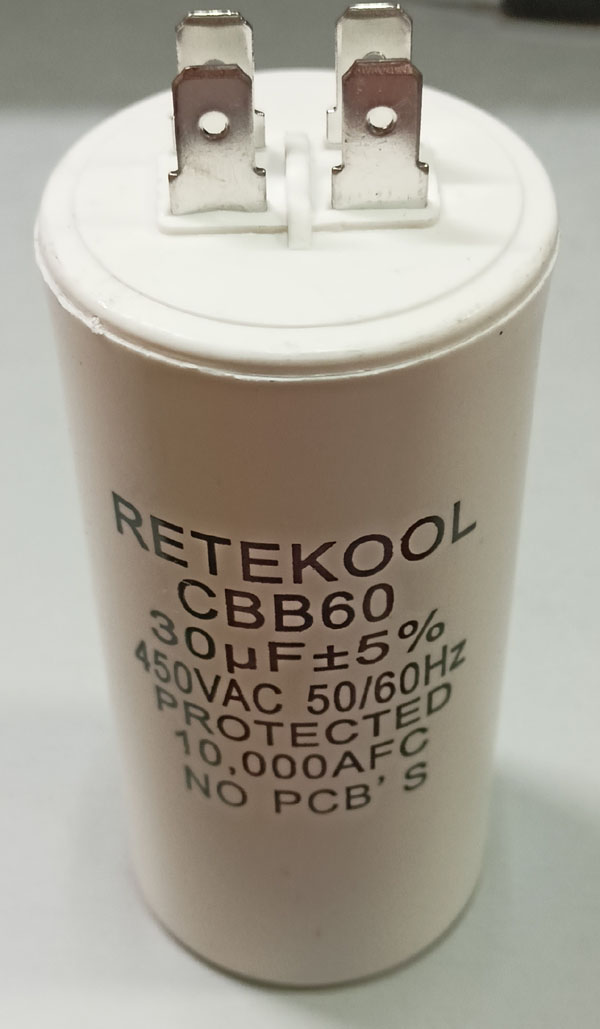 RETEKOOL
CBB60
30µF±5%
450VAC 50/60Hz
PROTECTED
10,000AFC
NO PCB'S